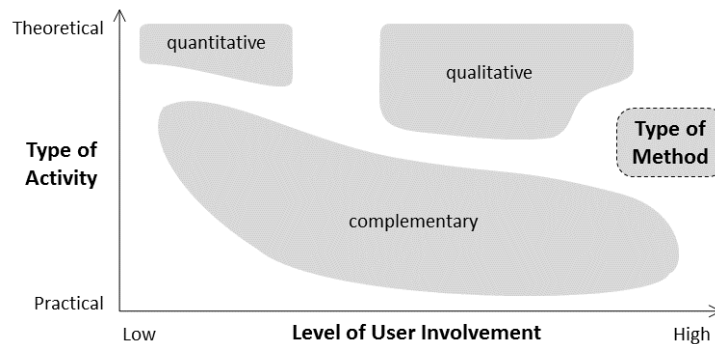 Theoretical
quantitative
qualitative
Type of
Method
Type of
Activity
complementary
Practical
Low
Level of User Involvement
High